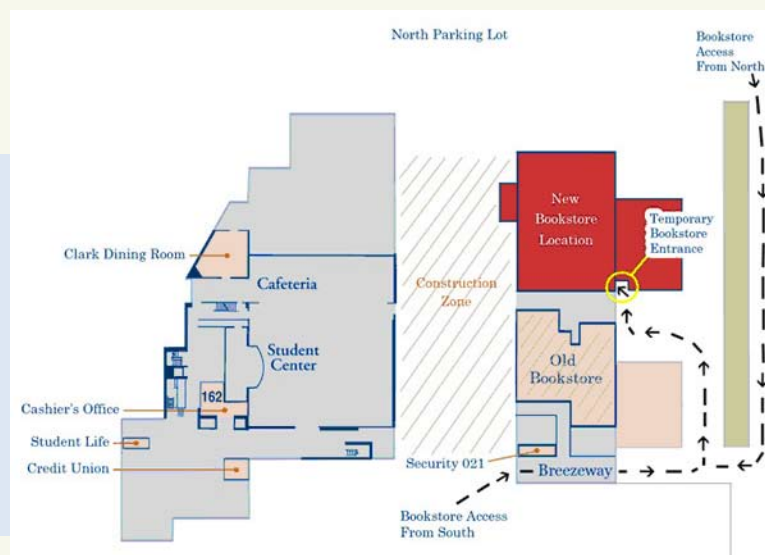 North Parking Lot
Bookstore
Access
From North
New
Bookstore
Location
Temporary
Bookstore
Entrance
Clark Dining Room
Cafeteria
Construction
Zone
Student
Center
Old
Bookstore
162
Cashier's Office
Student Life
Credit Union
Security 021
Breezeway
Bookstore Access
From South